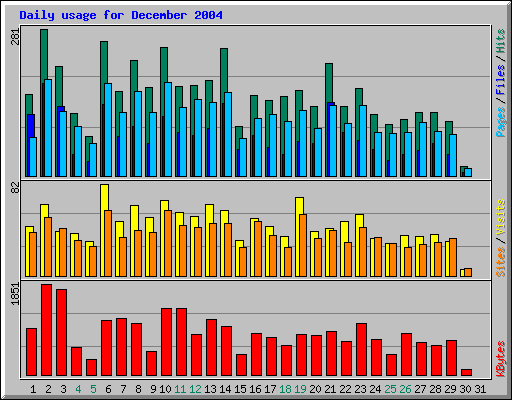 Daily usage for December 2004
281
Pages / Files / Hits
82
Sites / Visits
1851
KBytes
1 2 3 4 5 6 7 8 9 10 11 12 13 14 15 16 17 18 19 20 21 22 23 24 25 26 27 28 29 30 31